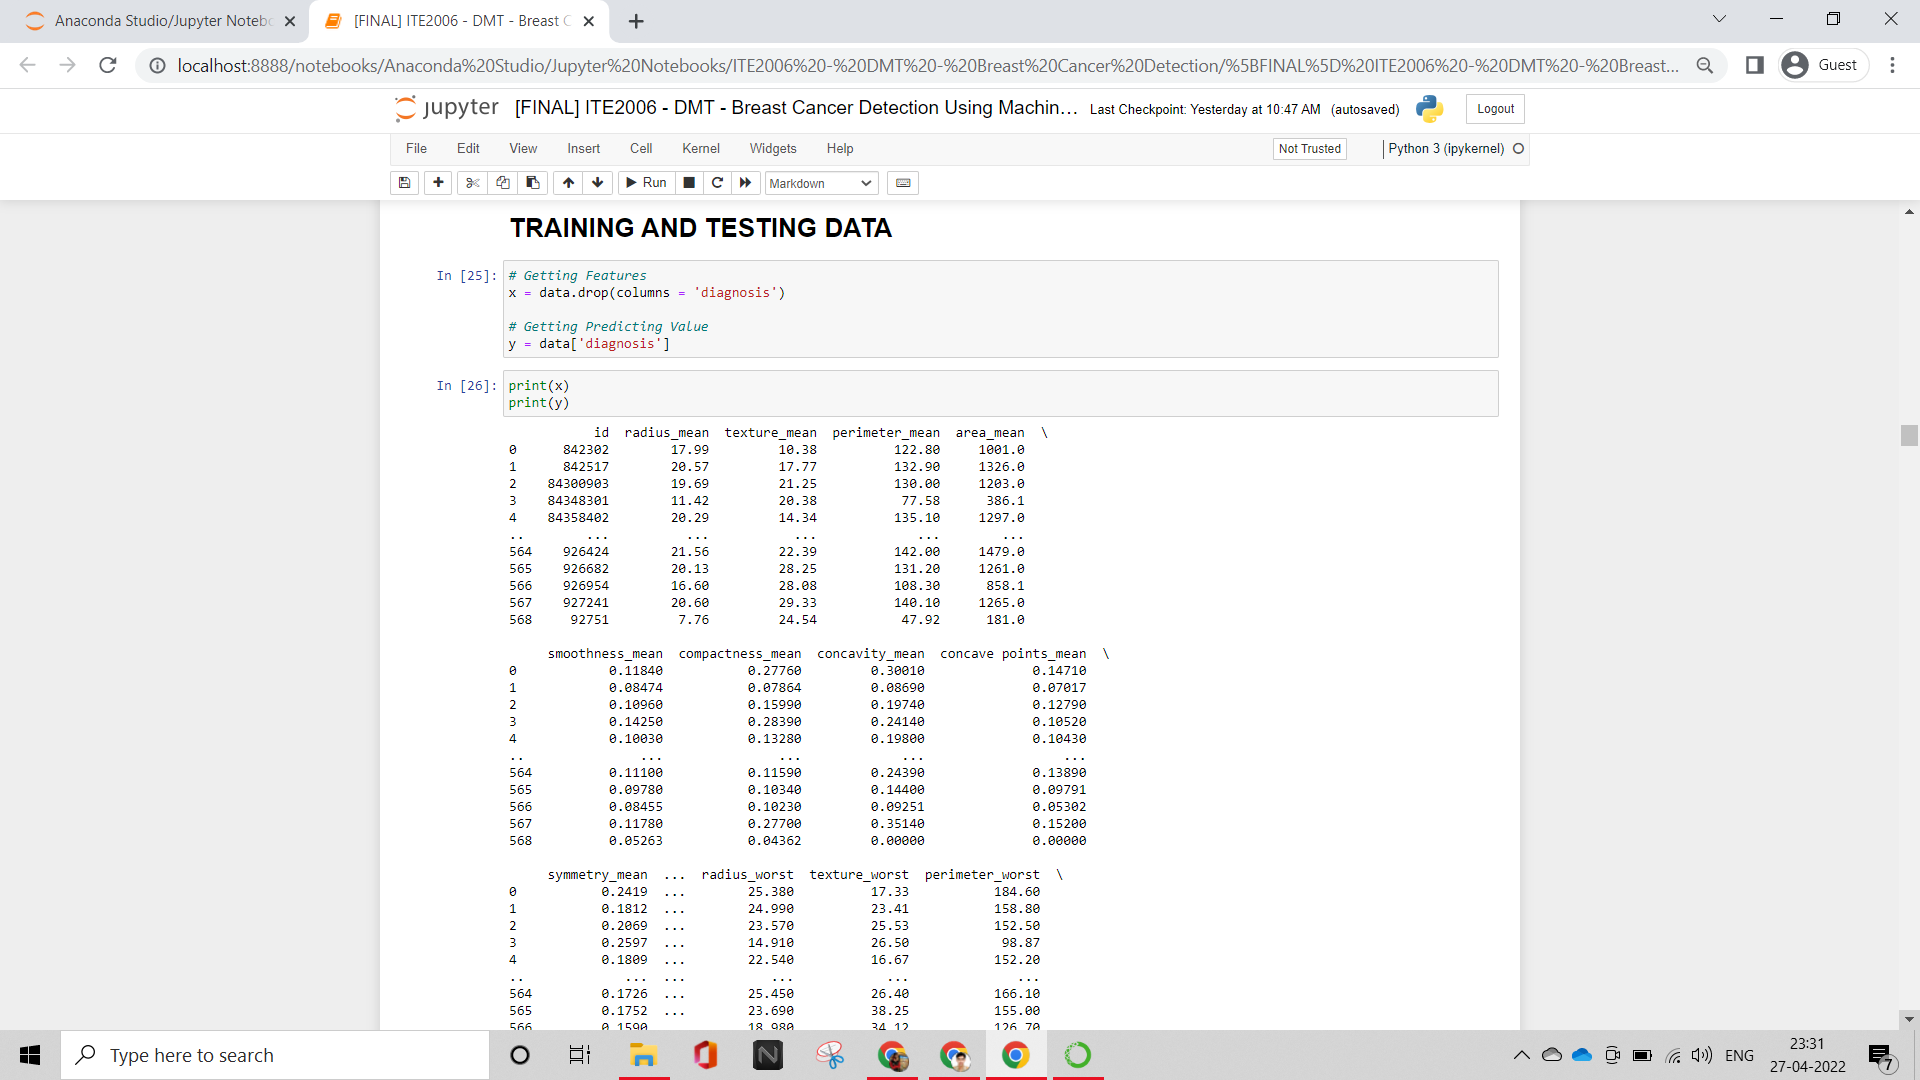 Anaconda Studio/Jupyter Notebo
[FINAL] ITE2006 - DMT - Breast C
localhost:8888/notebooks/Anaconda%20Studio/Jupyter%20Notebooks/ITE2006%20-%20DMT%20-%20Breast%20Cancer%20Detection/%5BFINAL%5D%20ITE2006%20-%20DMT%20-%20Breast...
Guest
jupyter [FINAL] ITE2006 - DMT - Breast Cancer Detection Using Machin... Last Checkpoint: Yesterday at 10:47 AM (autosaved) Logout
File Edit View Insert Cell Kernel Widgets Help Not Trusted Python 3 (ipykernel)
Run Markdown
TRAINING AND TESTING DATA
In [25]: # Getting Features
x = data.drop(columns = 'diagnosis')
# Getting Predicting Value
y = data['diagnosis']
In [26]: print(x)
print(y)
id radius_mean texture_mean perimeter_mean area_mean \
0 842302 17.99 10.38 122.80 1001.0
1 842517 20.57 17.77 132.90 1326.0
2 84300903 19.69 21.25 130.00 1203.0
3 84348301 11.42 20.38 77.58 386.1
4 84358402 20.29 14.34 135.10 1297.0
.. ... ... ... ... ...
564 926424 21.56 22.39 142.00 1479.0
565 926682 20.13 28.25 131.20 1261.0
566 926954 16.60 28.08 108.30 858.1
567 927241 20.60 29.33 140.10 1265.0
568 92751 7.76 24.54 47.92 181.0
smoothness_mean compactness_mean concavity_mean concave points_mean \
0 0.11840 0.27760 0.30010 0.14710
1 0.08474 0.07864 0.08690 0.07017
2 0.10960 0.15990 0.19740 0.12790
3 0.14250 0.28390 0.24140 0.10520
4 0.10030 0.13280 0.19800 0.10430
.. ... ... ... ...
564 0.11100 0.11590 0.24390 0.13890
565 0.09780 0.10340 0.14400 0.09791
566 0.08455 0.10230 0.09251 0.05302
567 0.11780 0.27700 0.35140 0.15200
568 0.05263 0.04362 0.00000 0.00000
symmetry_mean ... radius_worst texture_worst perimeter_worst \
0 0.2419 ... 25.380 17.33 184.60
1 0.1812 ... 24.990 23.41 158.80
2 0.2069 ... 23.570 25.53 152.50
3 0.2597 ... 14.910 26.50 98.87
4 0.1809 ... 22.540 16.67 152.20
.. ... ... ... ... ...
564 0.1726 ... 25.450 26.40 166.10
565 0.1752 ... 23.690 38.25 155.00
566 0.1590 ... 18.980 34.12 126.70
Type here to search
ENG
23:31
27-04-2022
7